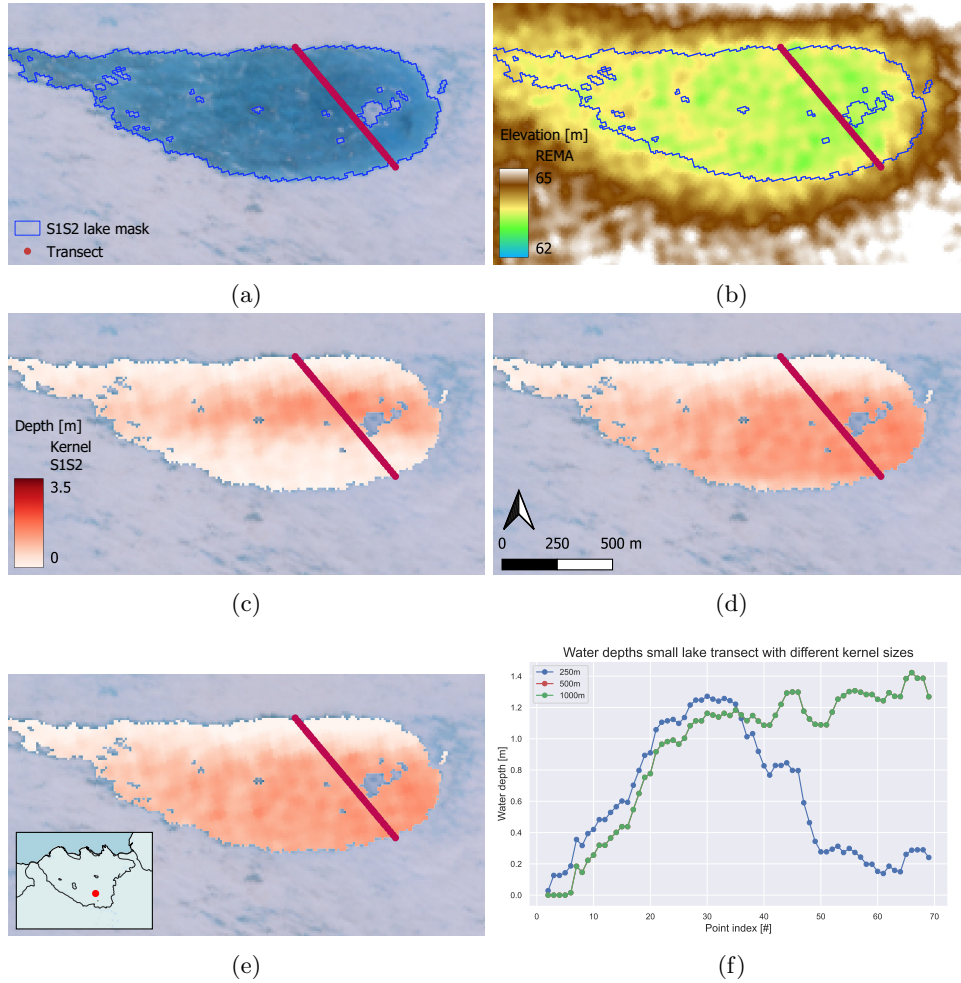 S1S2 lake mask
Transect
(a)
Elevation [m]
REMA
65
62
(b)
Depth [m]
Kernel
S1S2
3.5
0
(c)
0 250 500 m
(d)
(e)
Water depths small lake transect with different kernel sizes
250m
500m
1000m
Water depth [m]
1.4
1.2
1.0
0.8
0.6
0.4
0.2
0.0
0 10 20 30 40 50 60 70
Point index [#]
(f)